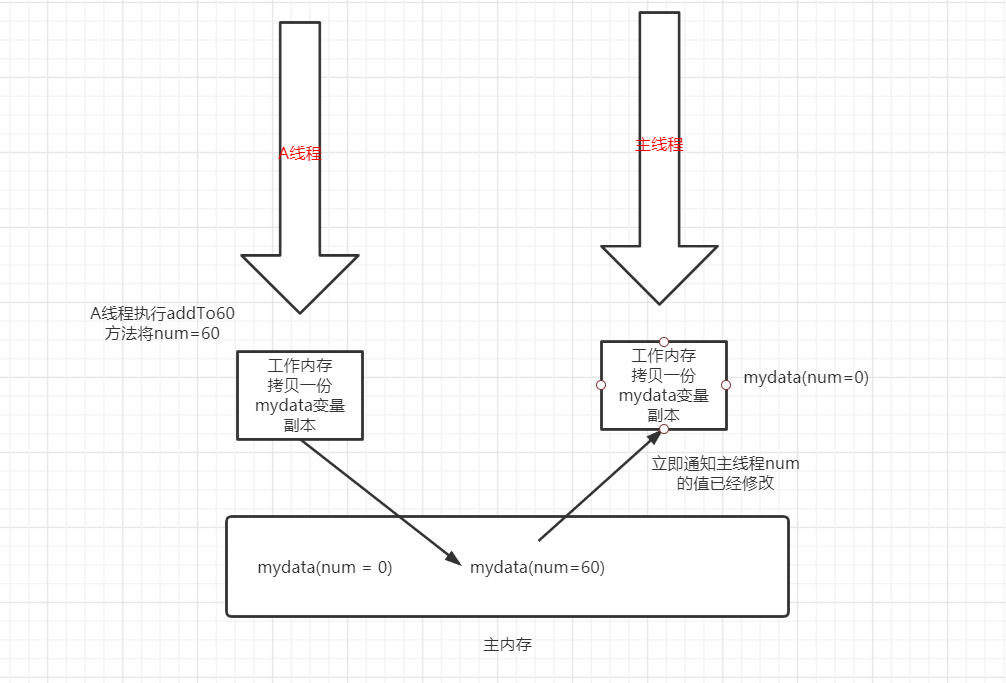 A线程
主线程
A线程执行addTo60
方法将num=60
工作内存
拷贝一份
mydata变量
副本
工作内存
拷贝一份
mydata变量
副本
mydata(num=0)
立即通知主线程num
的值已经修改
mydata(num = 0)
mydata(num=60)
主内存